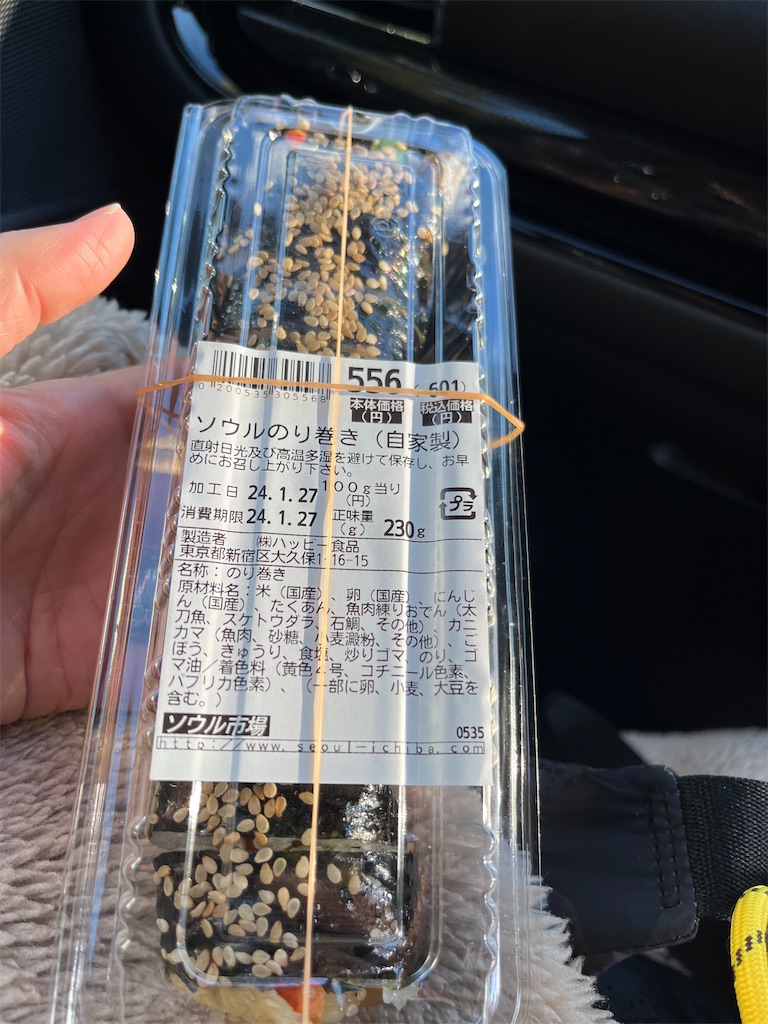 556 (601)
本体価格 税込価格
(円) (円)
0 200535 305568
ソウルのり巻き(自家製)
直射日光及び高温多湿を避けて保存し、お早
めにお召し上がり下さい。
加工日 24.1.27 100g当り
(円)
消費期限 24.1.27 正味量
(g) 230g
プラ
製造者 ㈱ハッピー食品
東京都新宿区大久保1-16-15
名称:のり巻き
原材料名:米(国産)、卵(国産)、にんじ
ん(国産)、たくあん、魚肉練りおでん(太
刀魚、スケトウダラ、石鯛、その他)、カニ
カマ(魚肉、砂糖、小麦澱粉、その他)、ご
ぼう、きゅうり、食塩、炒りゴマ、のり、ゴ
マ油/着色料(黄色4号、コチニール色素、
パプリカ色素)、(一部に卵、小麦、大豆を
含む。)
ソウル市場 0535
http://www.seoul-ichiba.com